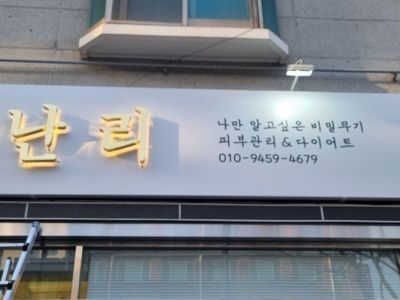 난리
나만 알고싶은 비밀무기
피부관리 & 다이어트
010-9459-4679